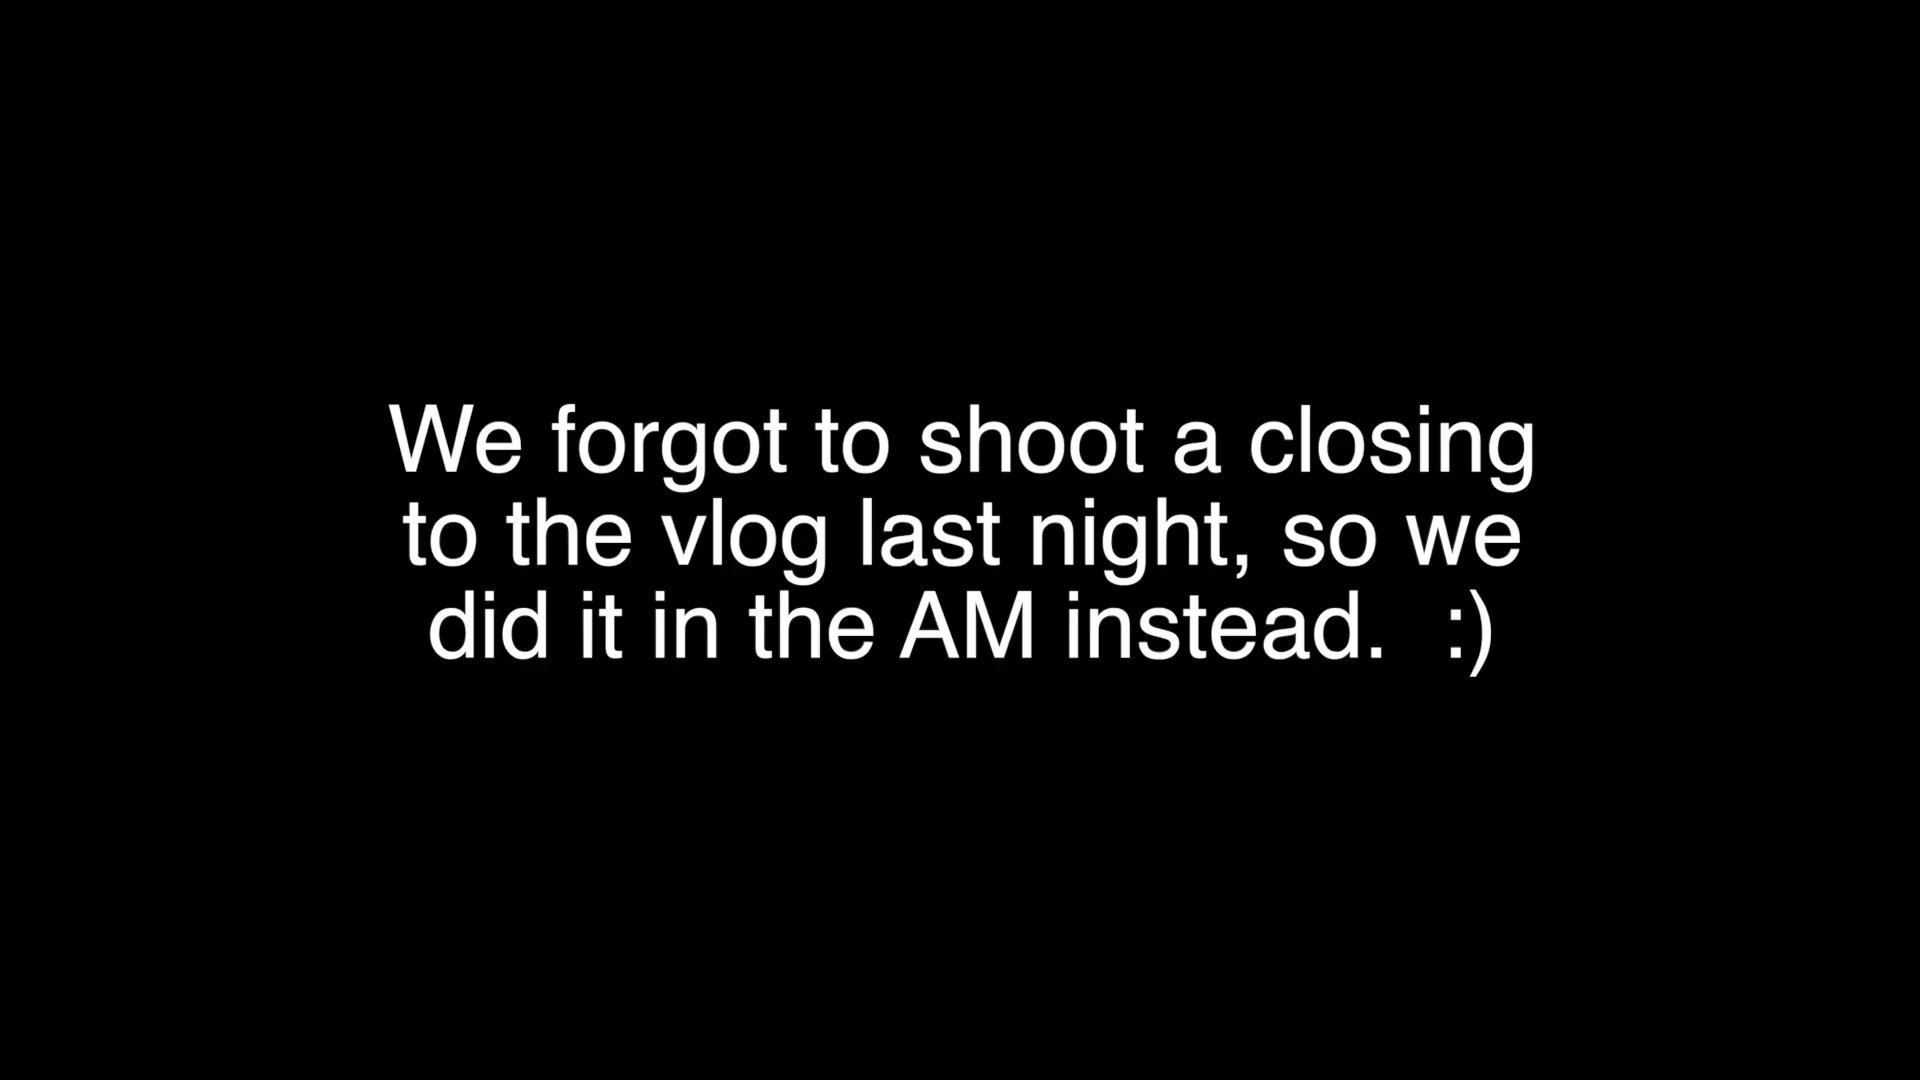 We forgot to shoot a closing
to the vlog last night, so we
did it in the AM instead.  :)